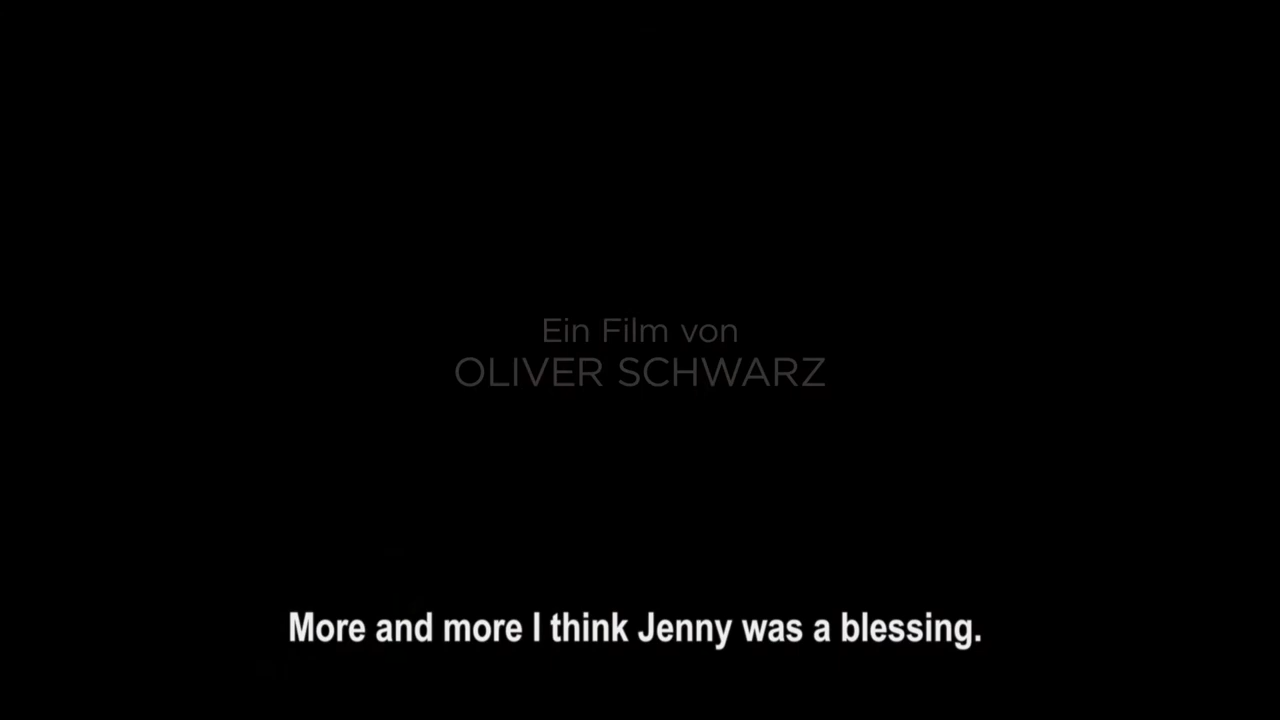 Ein Film von
OLIVER SCHWARZ
More and more I think Jenny was a blessing.